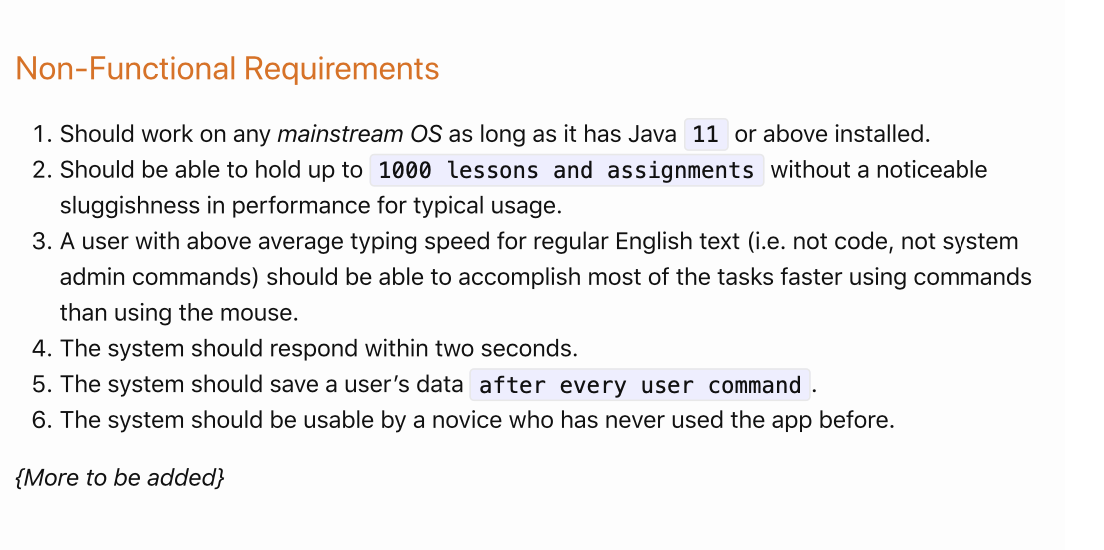 Non-Functional Requirements
1. Should work on any mainstream OS as long as it has Java 11 or above installed.
2. Should be able to hold up to 1000 lessons and assignments without a noticeable
sluggishness in performance for typical usage.
3. A user with above average typing speed for regular English text (i.e. not code, not system
admin commands) should be able to accomplish most of the tasks faster using commands
than using the mouse.
4. The system should respond within two seconds.
5. The system should save a user’s data after every user command.
6. The system should be usable by a novice who has never used the app before.
{More to be added}